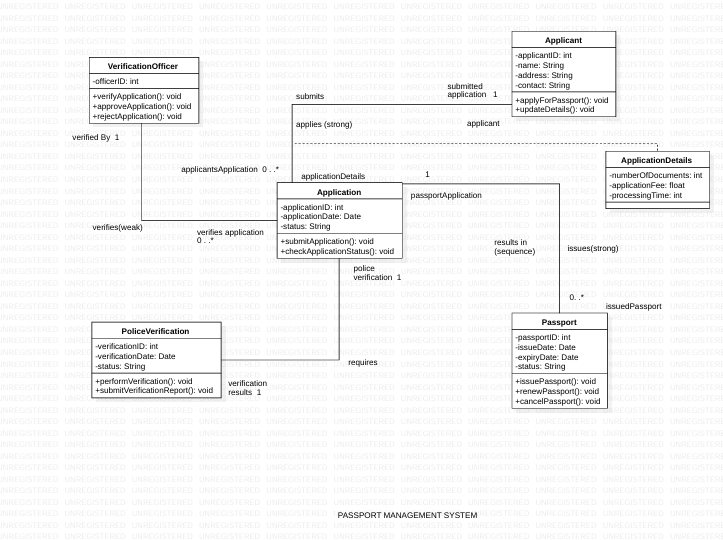 Applicant
-applicantID: int
-name: String
-address: String
-contact: String
+applyForPassport(): void
+updateDetails(): void
VerificationOfficer
-officerID: int
+verifyApplication(): void
+approveApplication(): void
+rejectApplication(): void
submits
submitted
application 1
applies (strong)
applicant
verified By 1
ApplicationDetails
-numberOfDocuments: int
-applicationFee: float
-processingTime: int
applicantsApplication 0 . .*
applicationDetails
1
passportApplication
Application
-applicationID: int
-applicationDate: Date
-status: String
+submitApplication(): void
+checkApplicationStatus(): void
verifies(weak)
verifies application
0 . .*
results in
(sequence)
issues(strong)
police
verification 1
0. .*
issuedPassport
PoliceVerification
-verificationID: int
-verificationDate: Date
-status: String
+performVerification(): void
+submitVerificationReport(): void
verification
results 1
requires
Passport
-passportID: int
-issueDate: Date
-expiryDate: Date
-status: String
+issuePassport(): void
+renewPassport(): void
+cancelPassport(): void
PASSPORT MANAGEMENT SYSTEM
UNREGISTERED